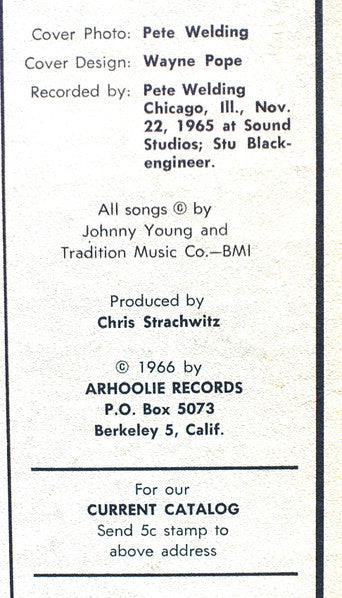 Cover Photo: Pete Welding
Cover Design: Wayne Pope
Recorded by: Pete Welding
Chicago, Ill., Nov.
22, 1965 at Sound
Studios; Stu Black-
engineer.
All songs © by
Johnny Young and
Tradition Music Co.—BMI
Produced by
Chris Strachwitz
© 1966 by
ARHOOLIE RECORDS
P.O. Box 5073
Berkeley 5, Calif.
For our
CURRENT CATALOG
Send 5c stamp to
above address